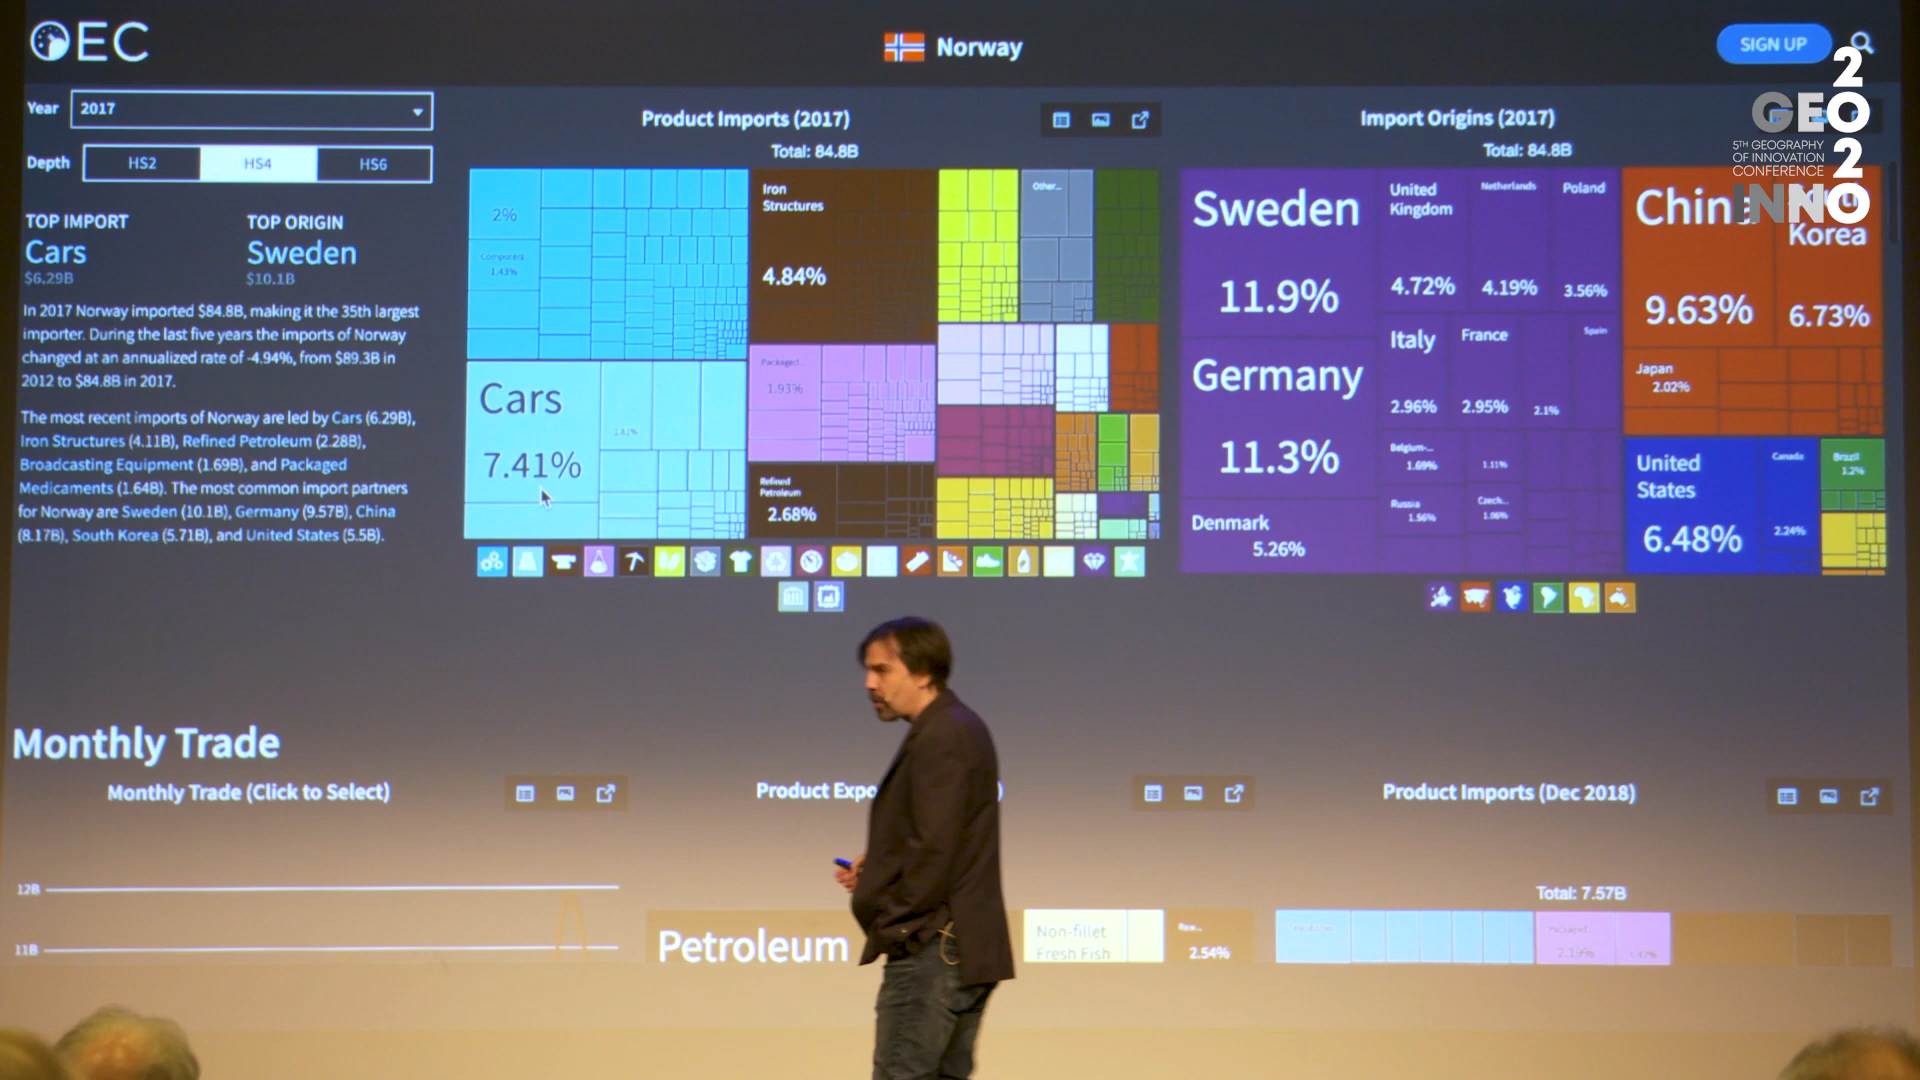 OEC
Norway
SIGN UP
2
GEO
5TH GEOGRAPHY
OF INNOVATION
CONFERENCE
2
INNO
Year
2017
Depth
HS2
HS4
HS6
TOP IMPORT
Cars
$6.29B
TOP ORIGIN
Sweden
$10.1B
In 2017 Norway imported $84.8B, making it the 35th largest
importer. During the last five years the imports of Norway
changed at an annualized rate of -4.94%, from $89.3B in
2012 to $84.8B in 2017.
The most recent imports of Norway are led by Cars (6.29B),
Iron Structures (4.11B), Refined Petroleum (2.28B),
Broadcasting Equipment (1.69B), and Packaged
Medicaments (1.64B). The most common import partners
for Norway are Sweden (10.1B), Germany (9.57B), China
(8.17B), South Korea (5.71B), and United States (5.5B).
Product Imports (2017)
Total: 84.8B
2%
Computers
1.43%
Iron
Structures
4.84%
Other...
Cars
7.41%
Packaged...
1.93%
Refined
Petroleum
2.68%
Import Origins (2017)
Total: 84.8B
Sweden
11.9%
Germany
11.3%
Denmark
5.26%
United
Kingdom
4.72%
Netherlands
4.19%
Poland
3.56%
Italy
2.96%
France
2.95%
Spain
2.1%
Belgium-...
1.69%
1.11%
Russia
1.56%
Czech...
1.06%
China
9.63%
Korea
6.73%
Japan
2.02%
United
States
6.48%
Canada
2.24%
Brazil
1.2%
Monthly Trade
Monthly Trade (Click to Select)
12B
11B
Product Expo )
Petroleum
Non-fillet
Fresh Fish
2.54%
Product Imports (Dec 2018)
Total: 7.57B
Packaged...
2.19%
1.47%